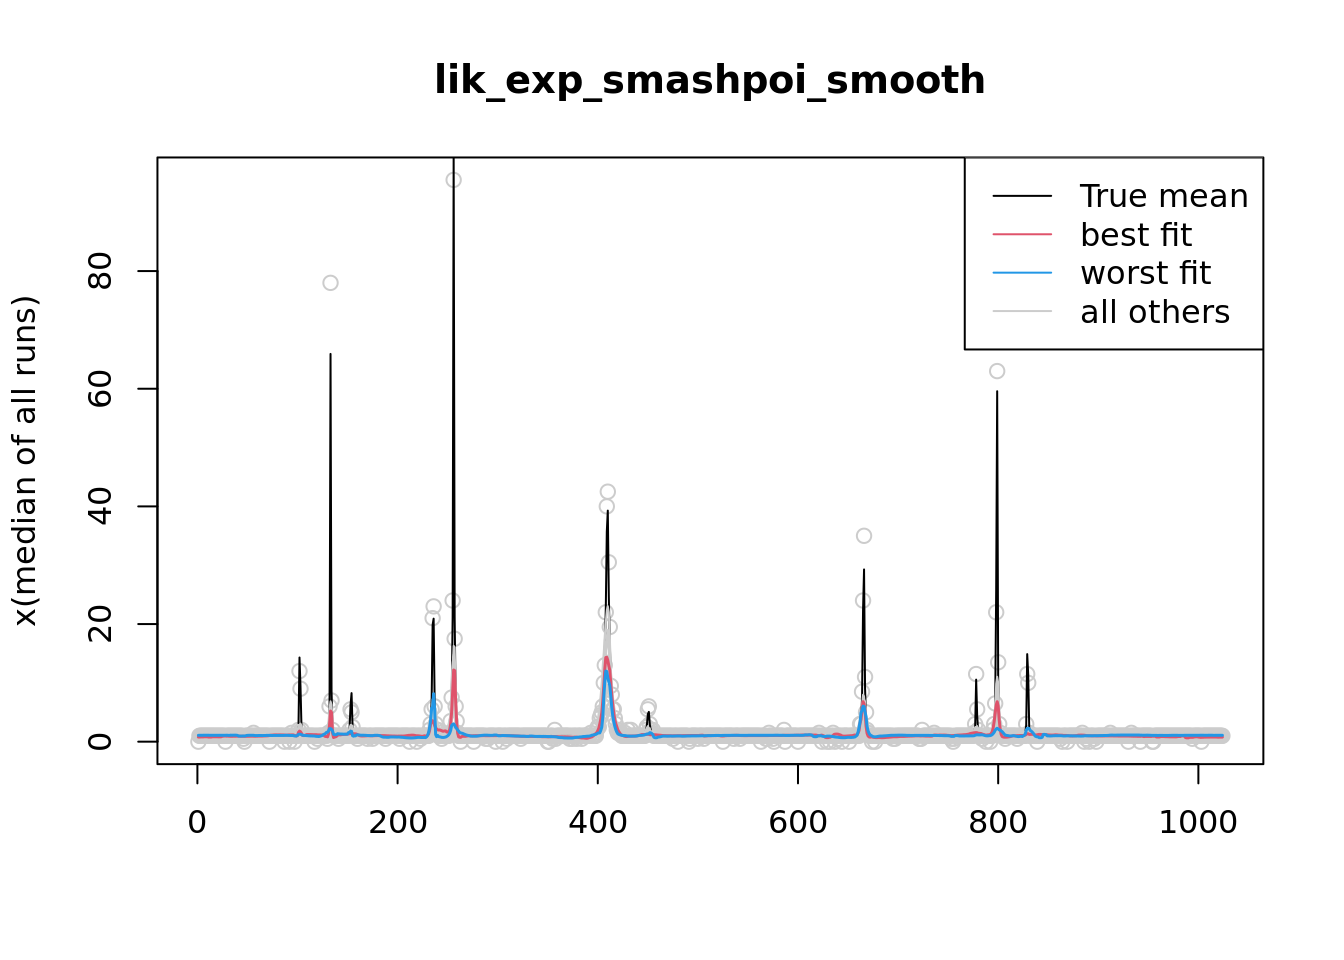 lik_exp_smashpoi_smooth
True mean
best fit
worst fit
all others
x(median of all runs)
80
60
40
20
0
0 200 400 600 800 1000